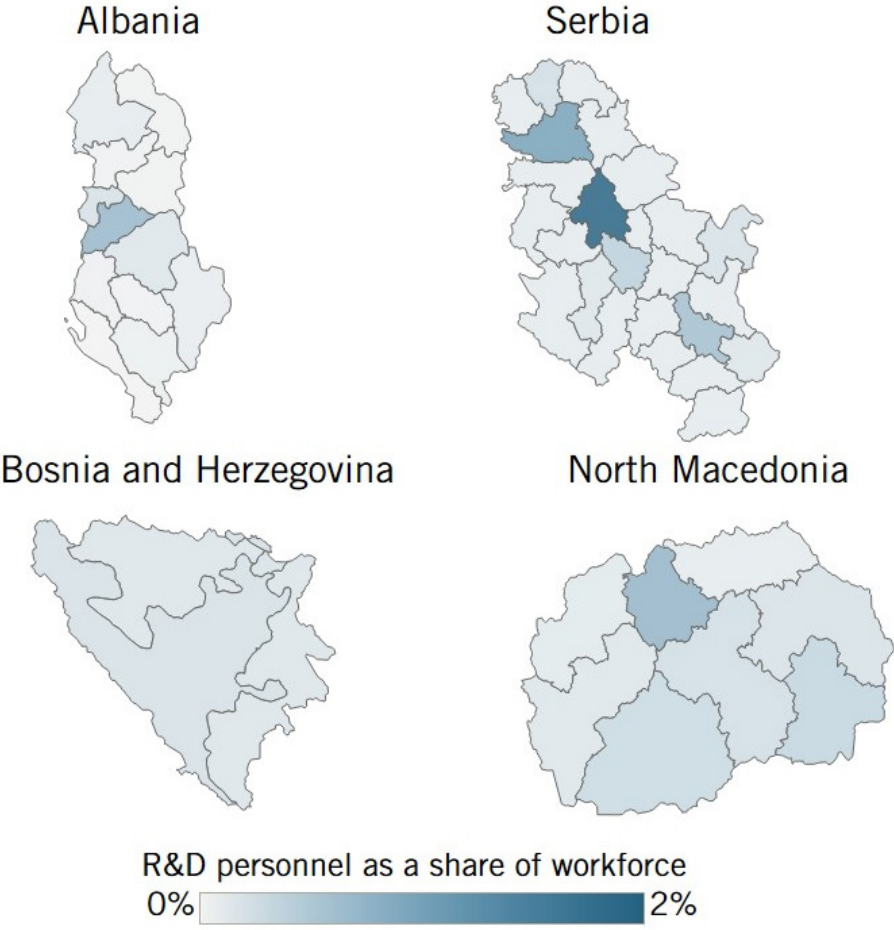 Albania
Serbia
Bosnia and Herzegovina
North Macedonia
R&D personnel as a share of workforce
0%
2%